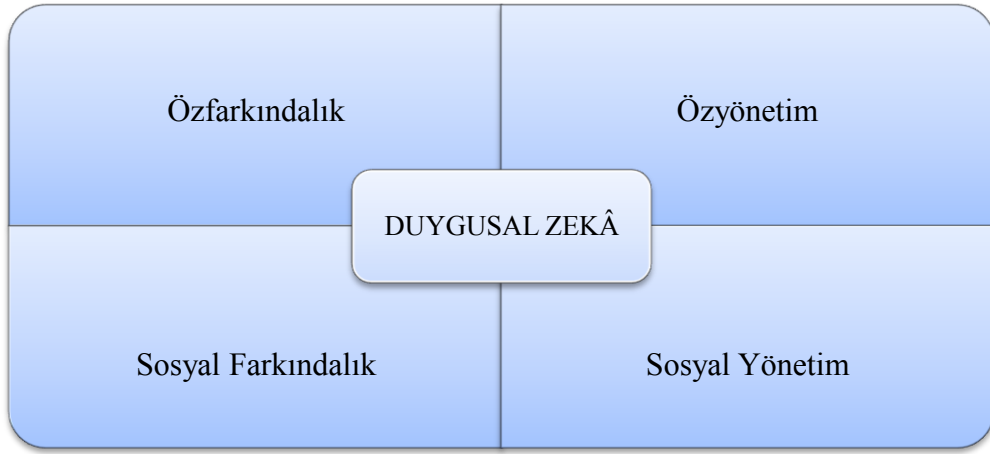 Özfarkındalık
Özyönetim
DUYGUSAL ZEKÂ
Sosyal Farkındalık
Sosyal Yönetim